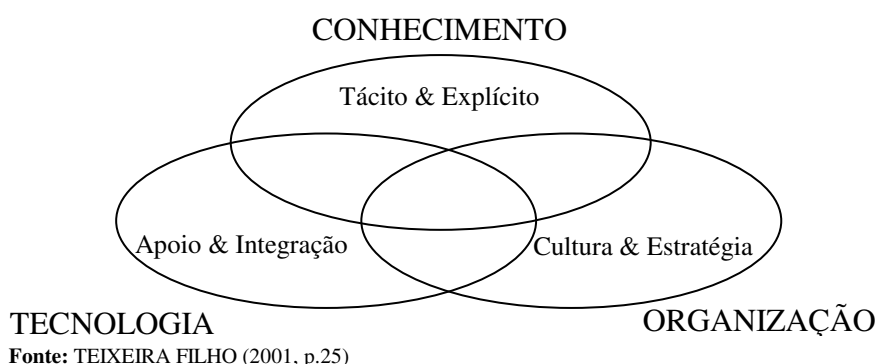 CONHECIMENTO
Tácito & Explícito
Apoio & Integração
Cultura & Estratégia
TECNOLOGIA
ORGANIZAÇÃO
Fonte: TEIXEIRA FILHO (2001, p.25)